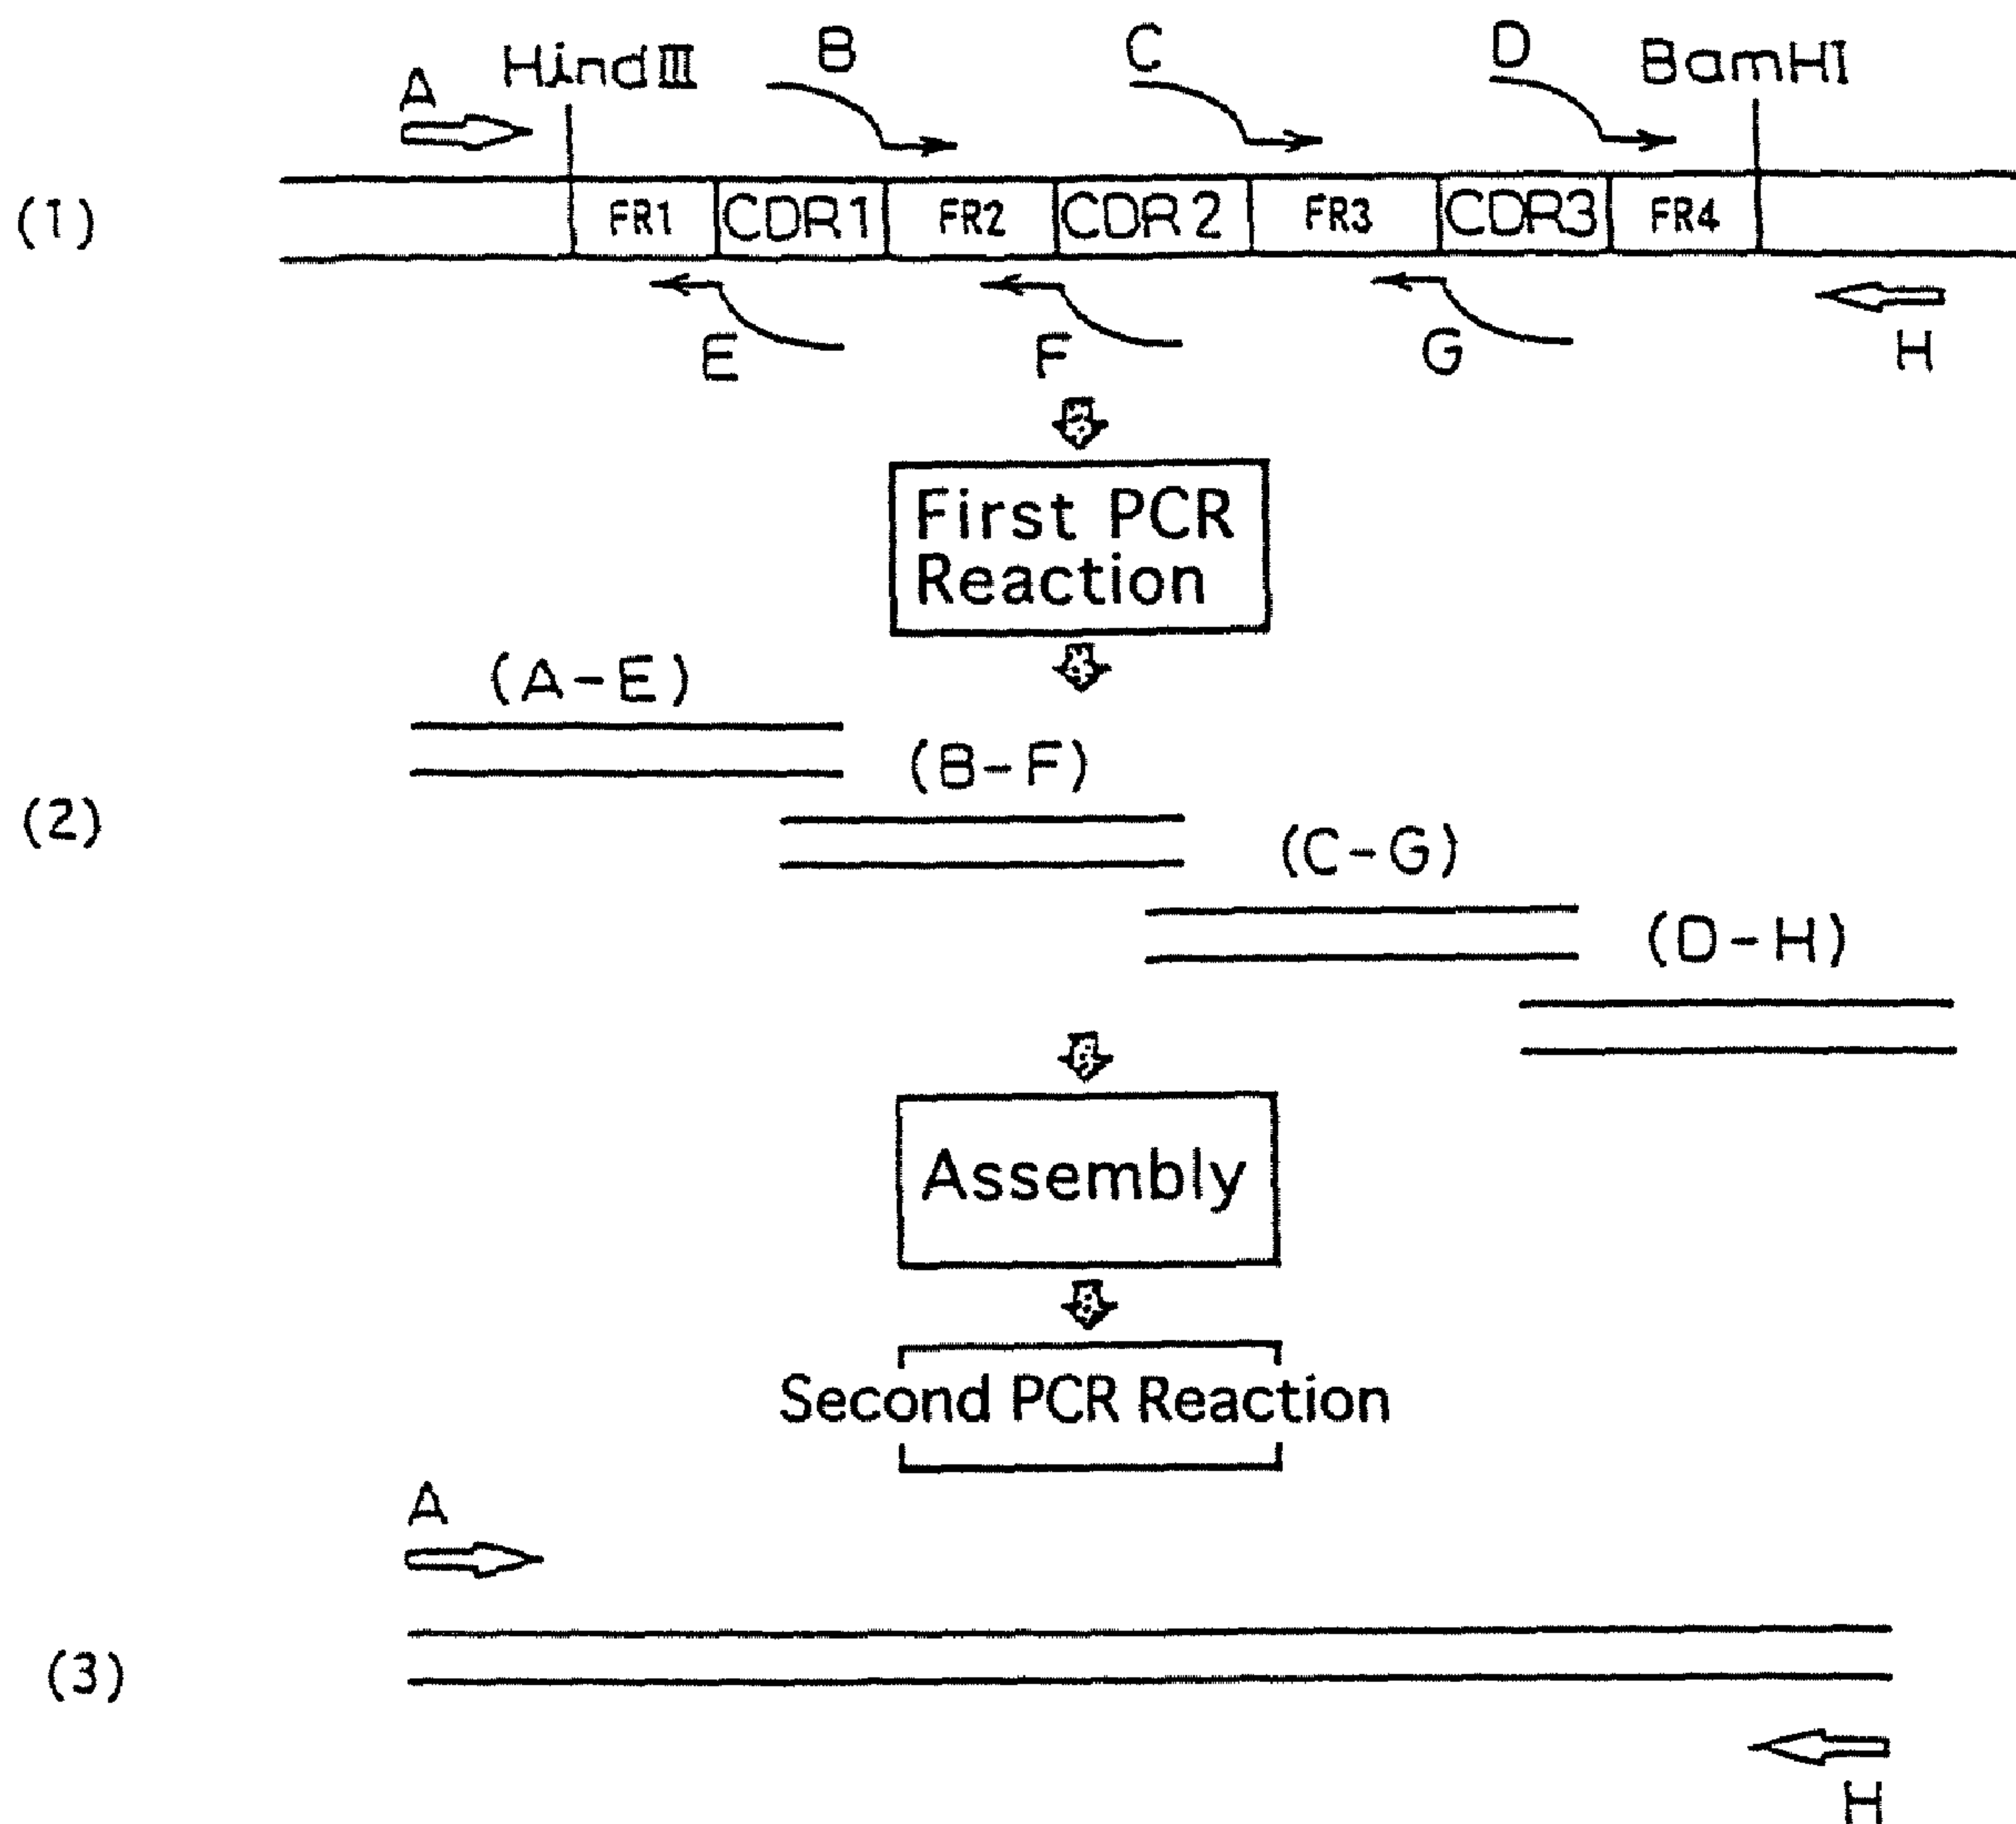 A HindIII B C D BamHI
(1) FR1 CDR1 FR2 CDR2 FR3 CDR3 FR4
E F G H
First PCR
Reaction
(A-E)
(B-F)
(2)
(C-G)
(D-H)
Assembly
Second PCR Reaction
A
(3)
H